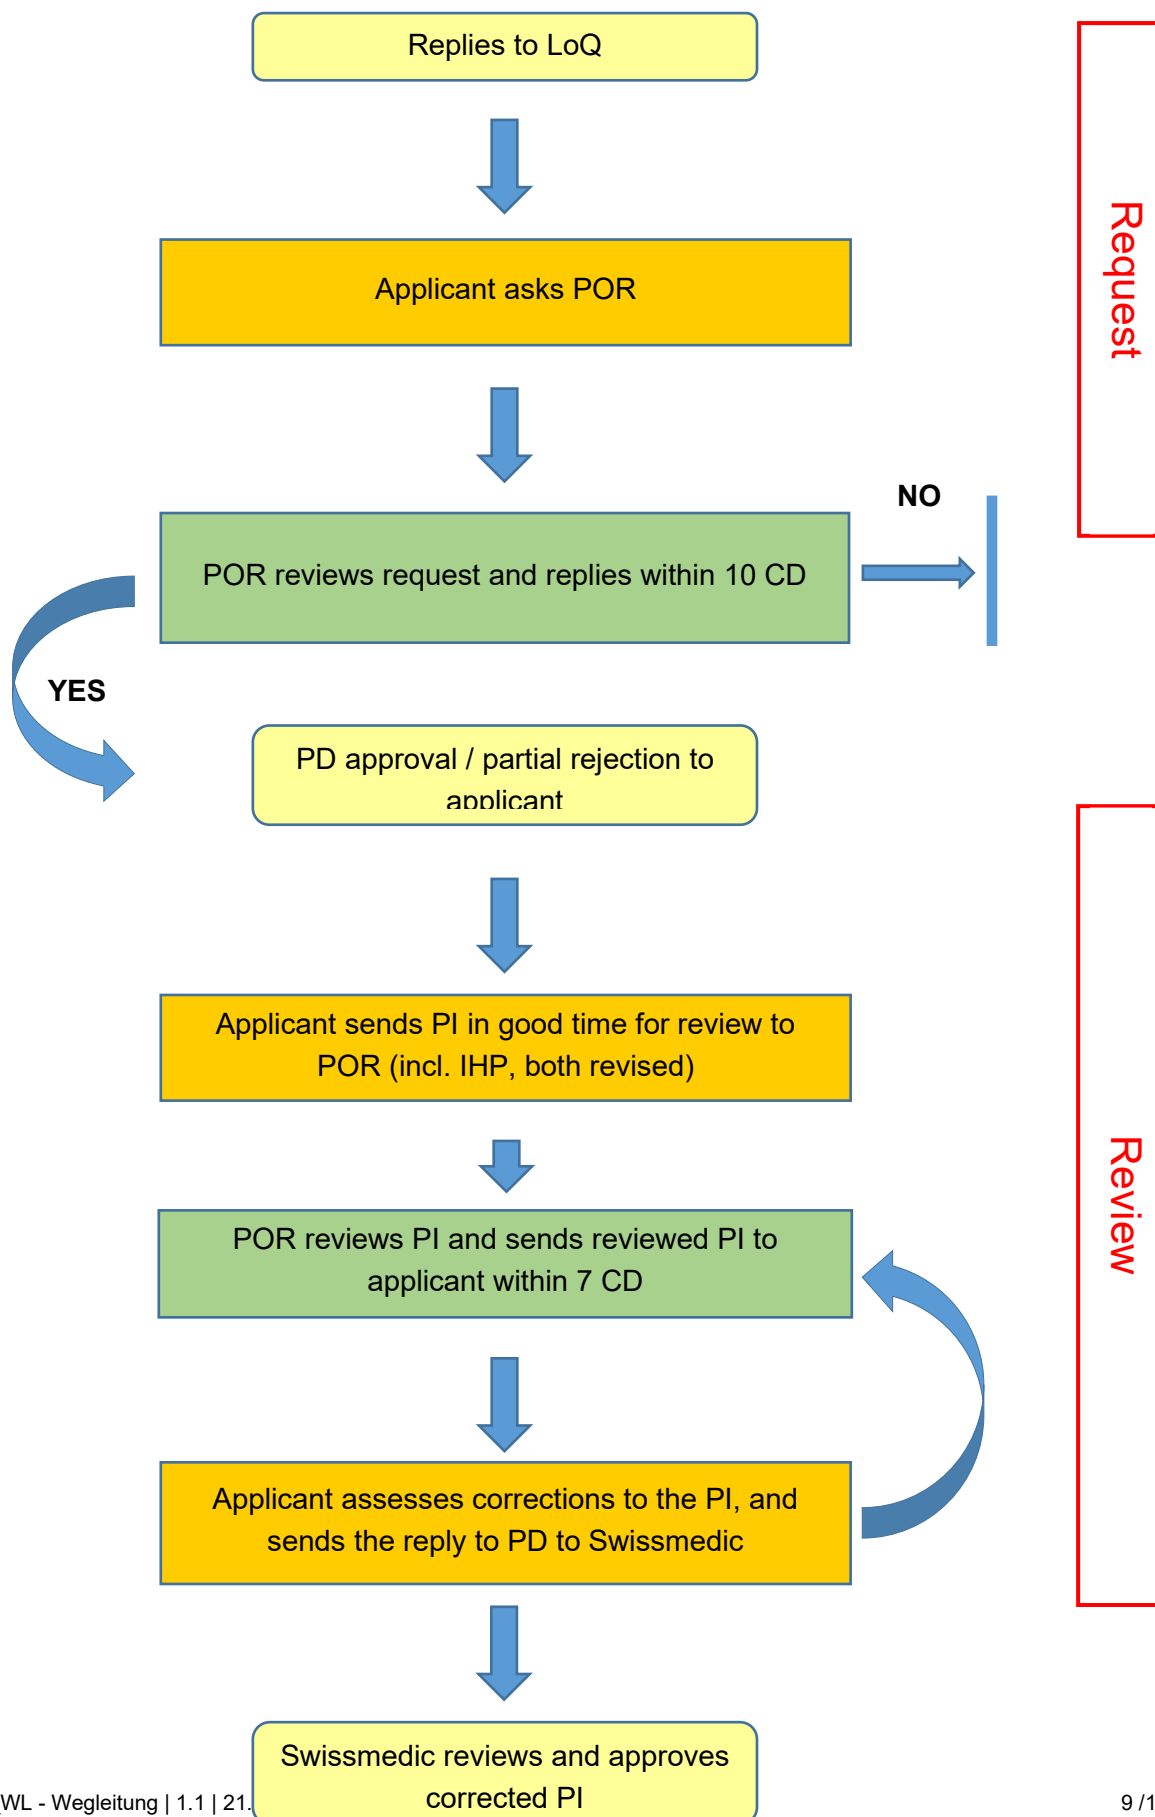 Replies to LoQ
Request
Applicant asks POR
NO
POR reviews request and replies within 10 CD
YES
PD approval / partial rejection to
applicant
Applicant sends PI in good time for review to
POR (incl. IHP, both revised)
Review
POR reviews PI and sends reviewed PI to
applicant within 7 CD
Applicant assesses corrections to the PI, and
sends the reply to PD to Swissmedic
Swissmedic reviews and approves
corrected PI
WL - Wegleitung | 1.1 | 21.
9 /1